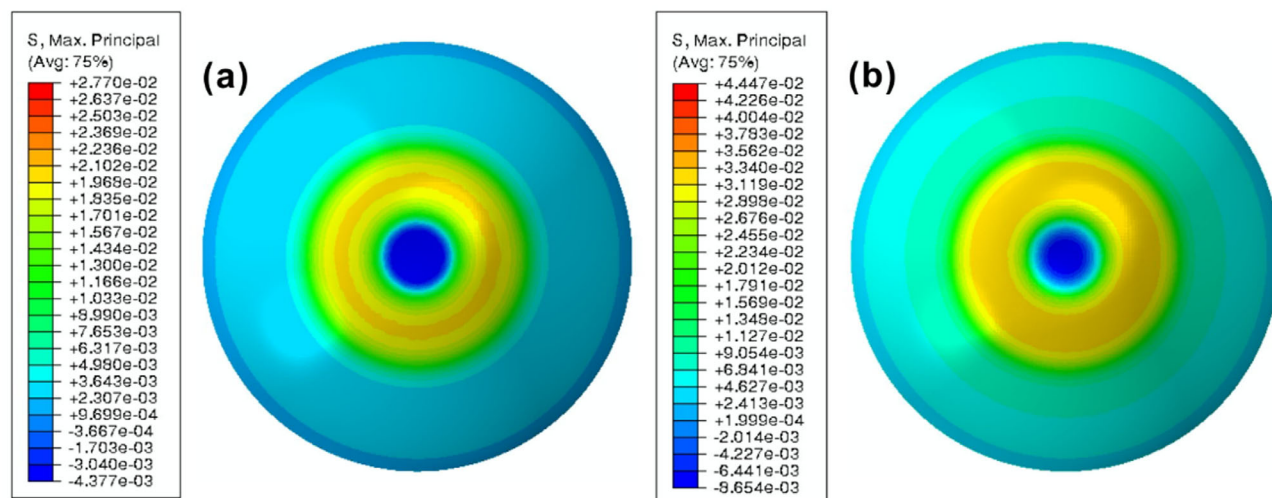 S, Max. Principal
(Avg: 75%)
+2.770e-02
+2.637e-02
+2.503e-02
+2.369e-02
+2.236e-02
+2.102e-02
+1.968e-02
+1.835e-02
+1.701e-02
+1.567e-02
+1.434e-02
+1.300e-02
+1.166e-02
+1.033e-02
+8.990e-03
+7.653e-03
+6.317e-03
+4.980e-03
+3.643e-03
+2.307e-03
+9.699e-04
-3.667e-04
-1.703e-03
-3.040e-03
-4.377e-03
(a)
S, Max. Principal
(Avg: 75%)
+4.447e-02
+4.226e-02
+4.004e-02
+3.783e-02
+3.562e-02
+3.340e-02
+3.119e-02
+2.898e-02
+2.676e-02
+2.455e-02
+2.234e-02
+2.012e-02
+1.791e-02
+1.569e-02
+1.348e-02
+1.127e-02
+9.054e-03
+6.841e-03
+4.627e-03
+2.413e-03
+1.999e-04
-2.014e-03
-4.227e-03
-6.441e-03
-8.654e-03
(b)